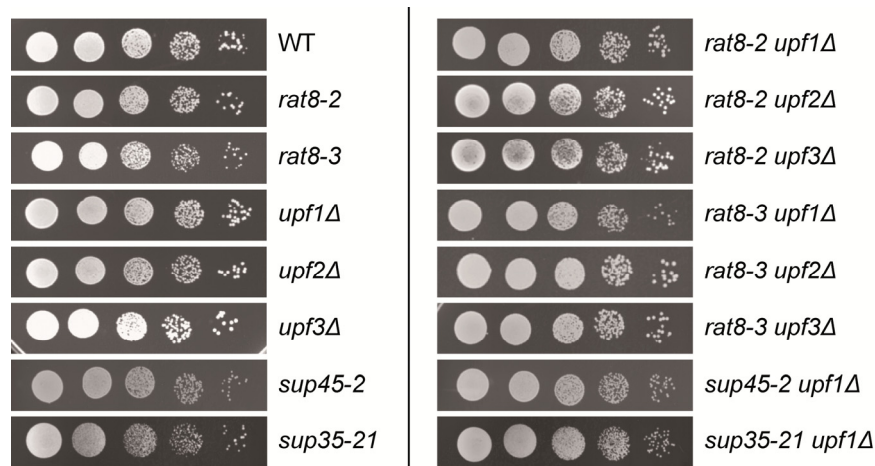 WT
rat8-2
rat8-3
upf1Δ
upf2Δ
upf3Δ
sup45-2
sup35-21
rat8-2 upf1Δ
rat8-2 upf2Δ
rat8-2 upf3Δ
rat8-3 upf1Δ
rat8-3 upf2Δ
rat8-3 upf3Δ
sup45-2 upf1Δ
sup35-21 upf1Δ